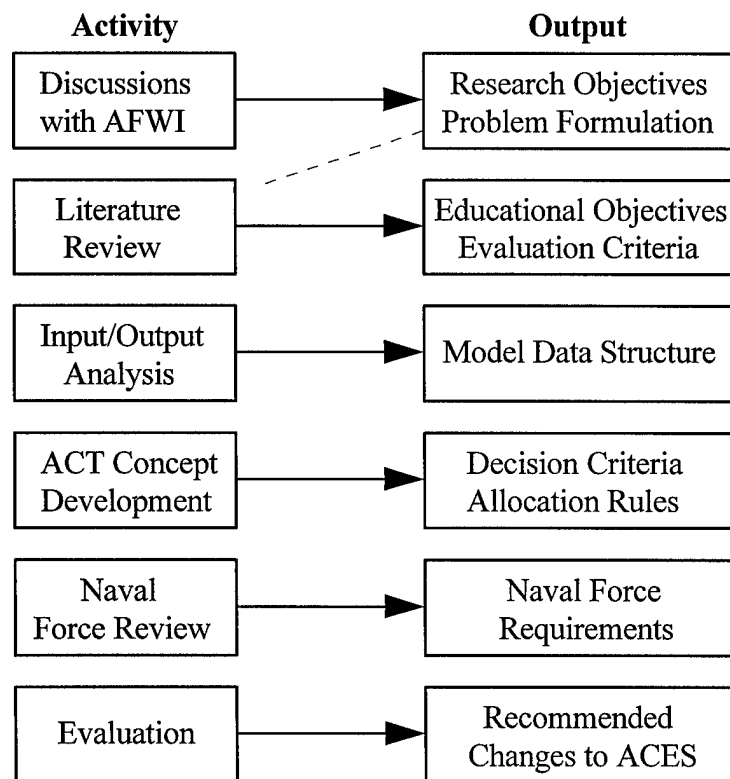 Activity
Output
Discussions
with AFWI
Research Objectives
Problem Formulation
Literature
Review
Educational Objectives
Evaluation Criteria
Input/Output
Analysis
Model Data Structure
ACT Concept
Development
Decision Criteria
Allocation Rules
Naval
Force Review
Naval Force
Requirements
Evaluation
Recommended
Changes to ACES